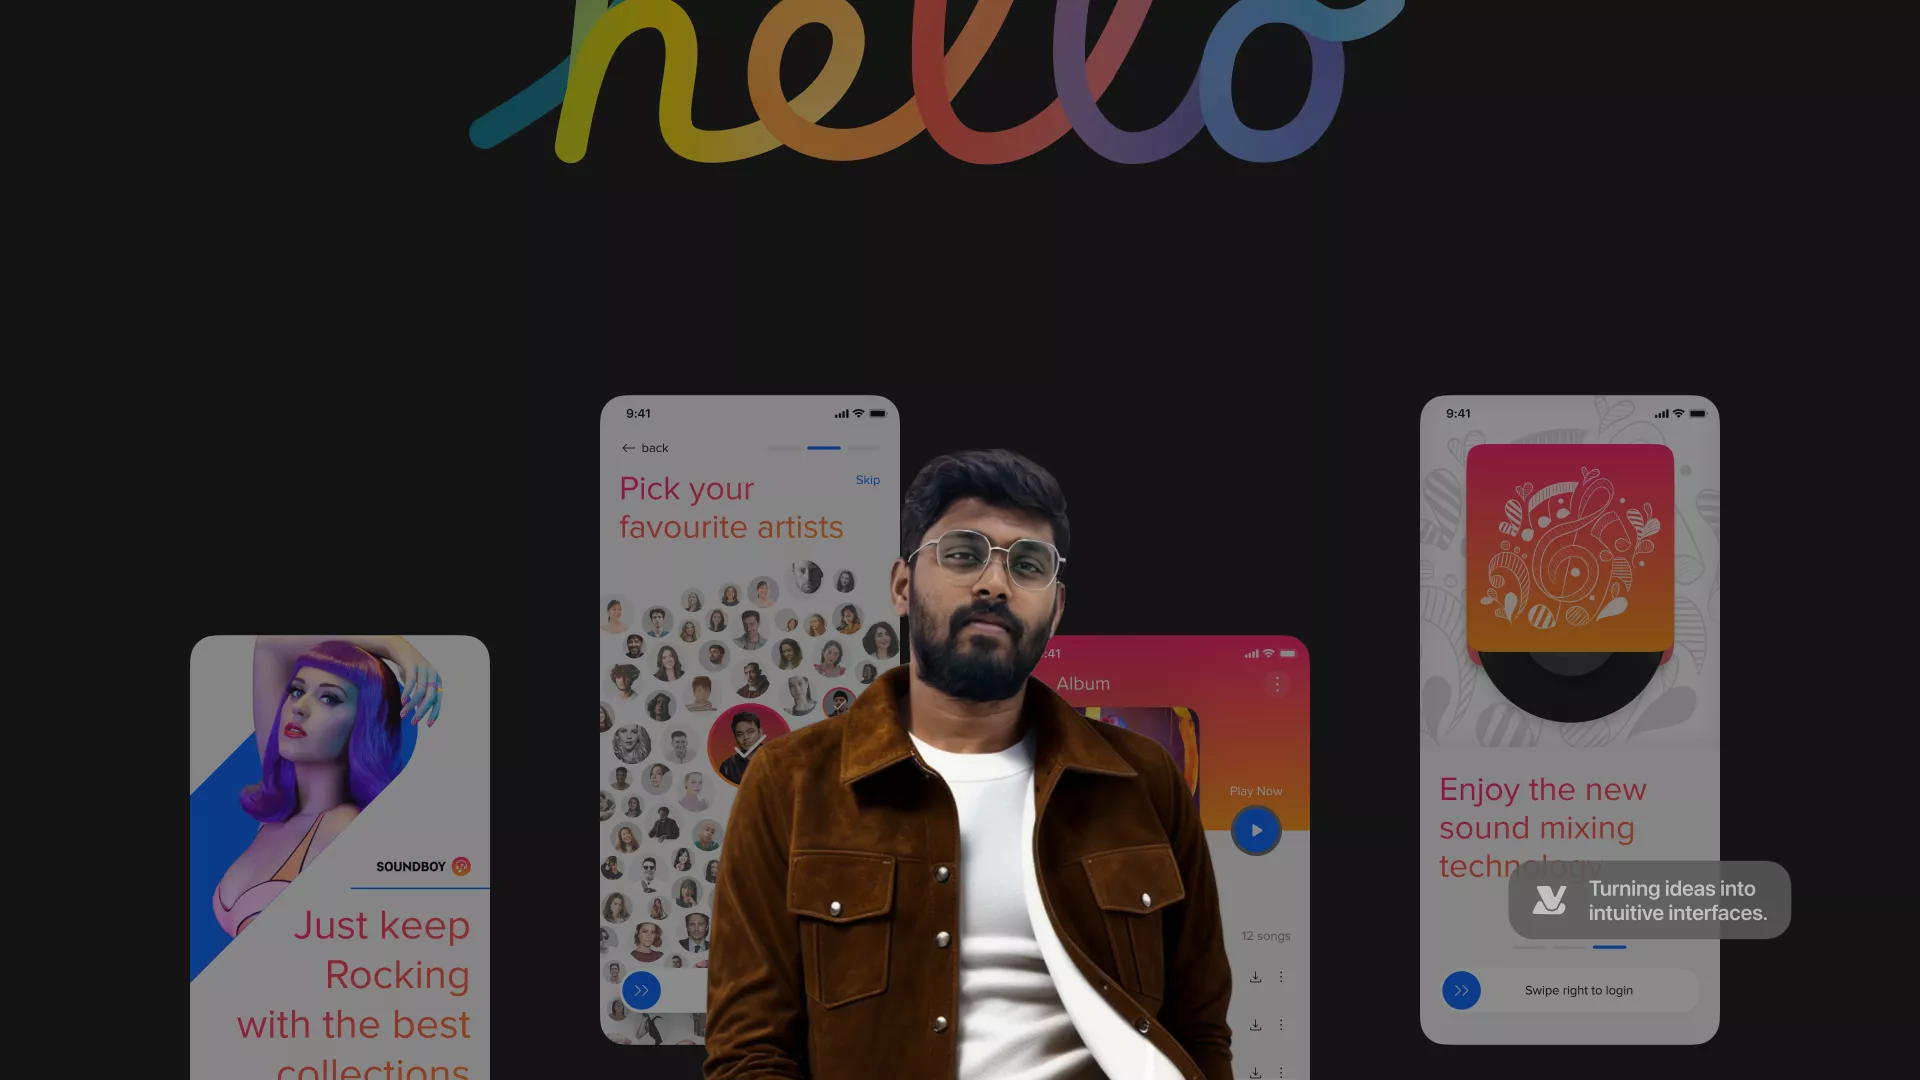 hello
9:41
back
Skip
Pick your
favourite artists
SOUNDBOY
Just keep
Rocking
with the best
collections
:41
Album
Play Now
12 songs
9:41
Enjoy the new
sound mixing
technology
Turning ideas into
intuitive interfaces.
Swipe right to login